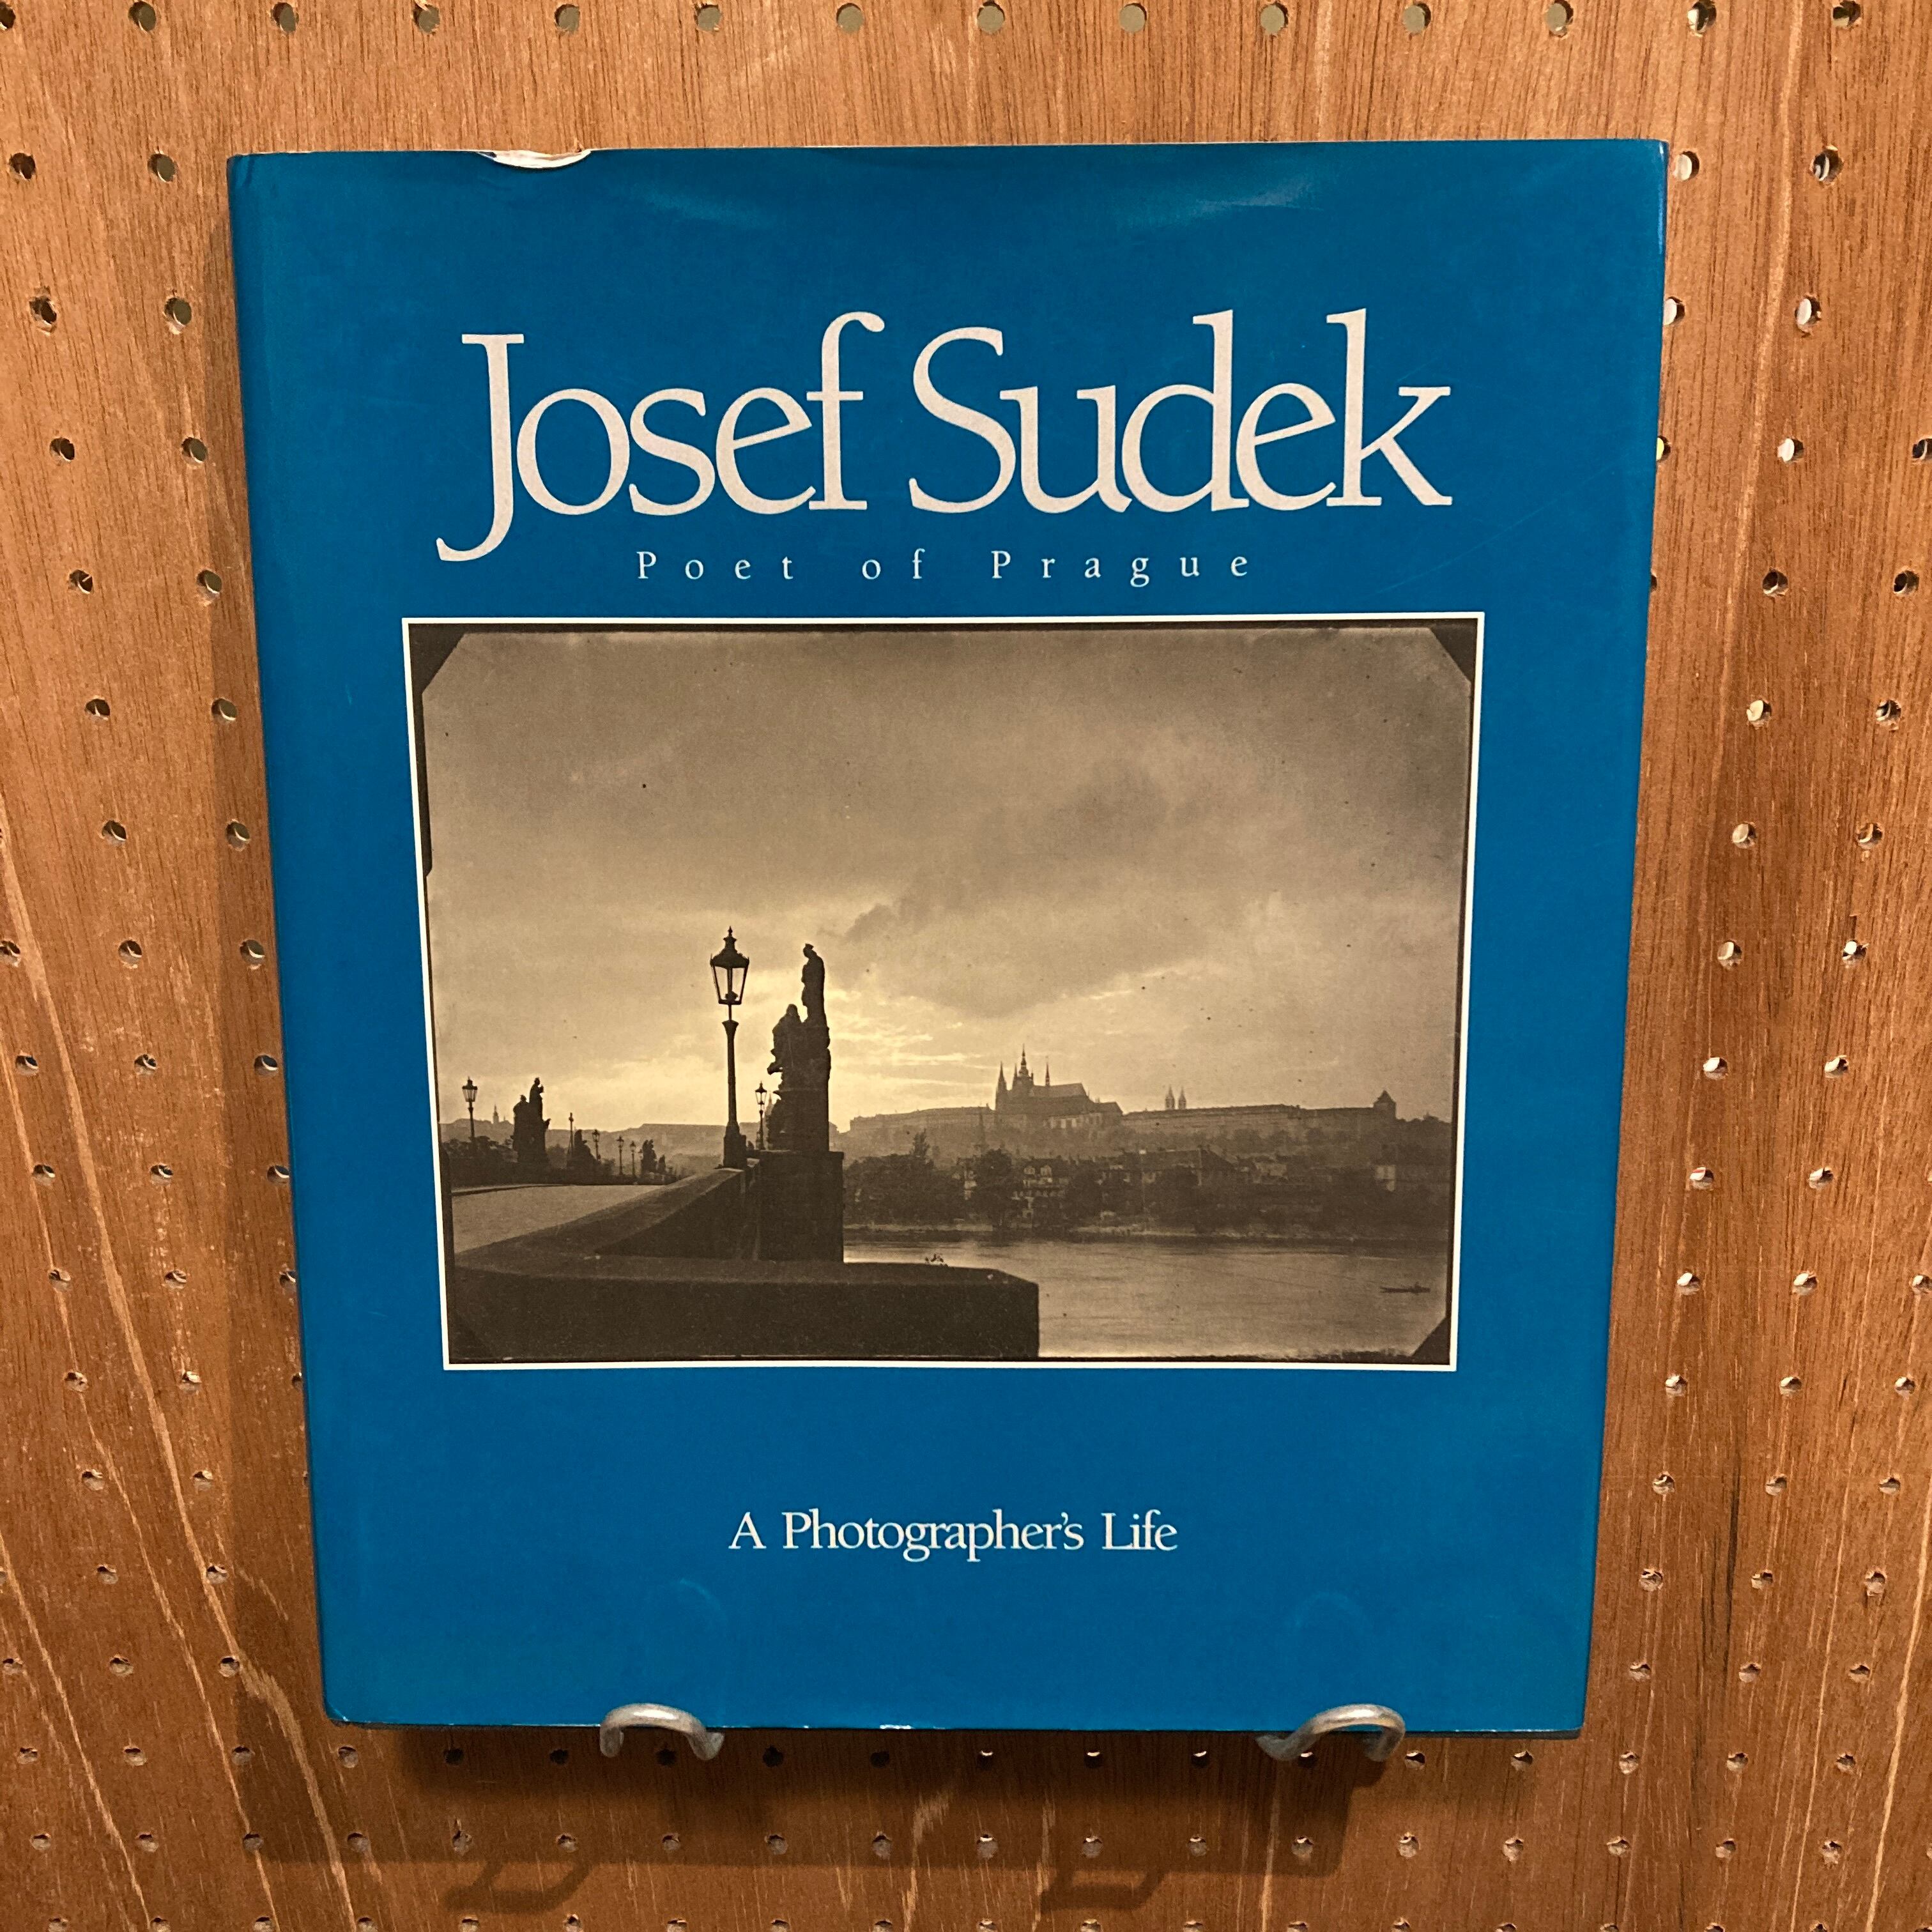 Josef Sudek
Poet of Prague
A Photographer's Life